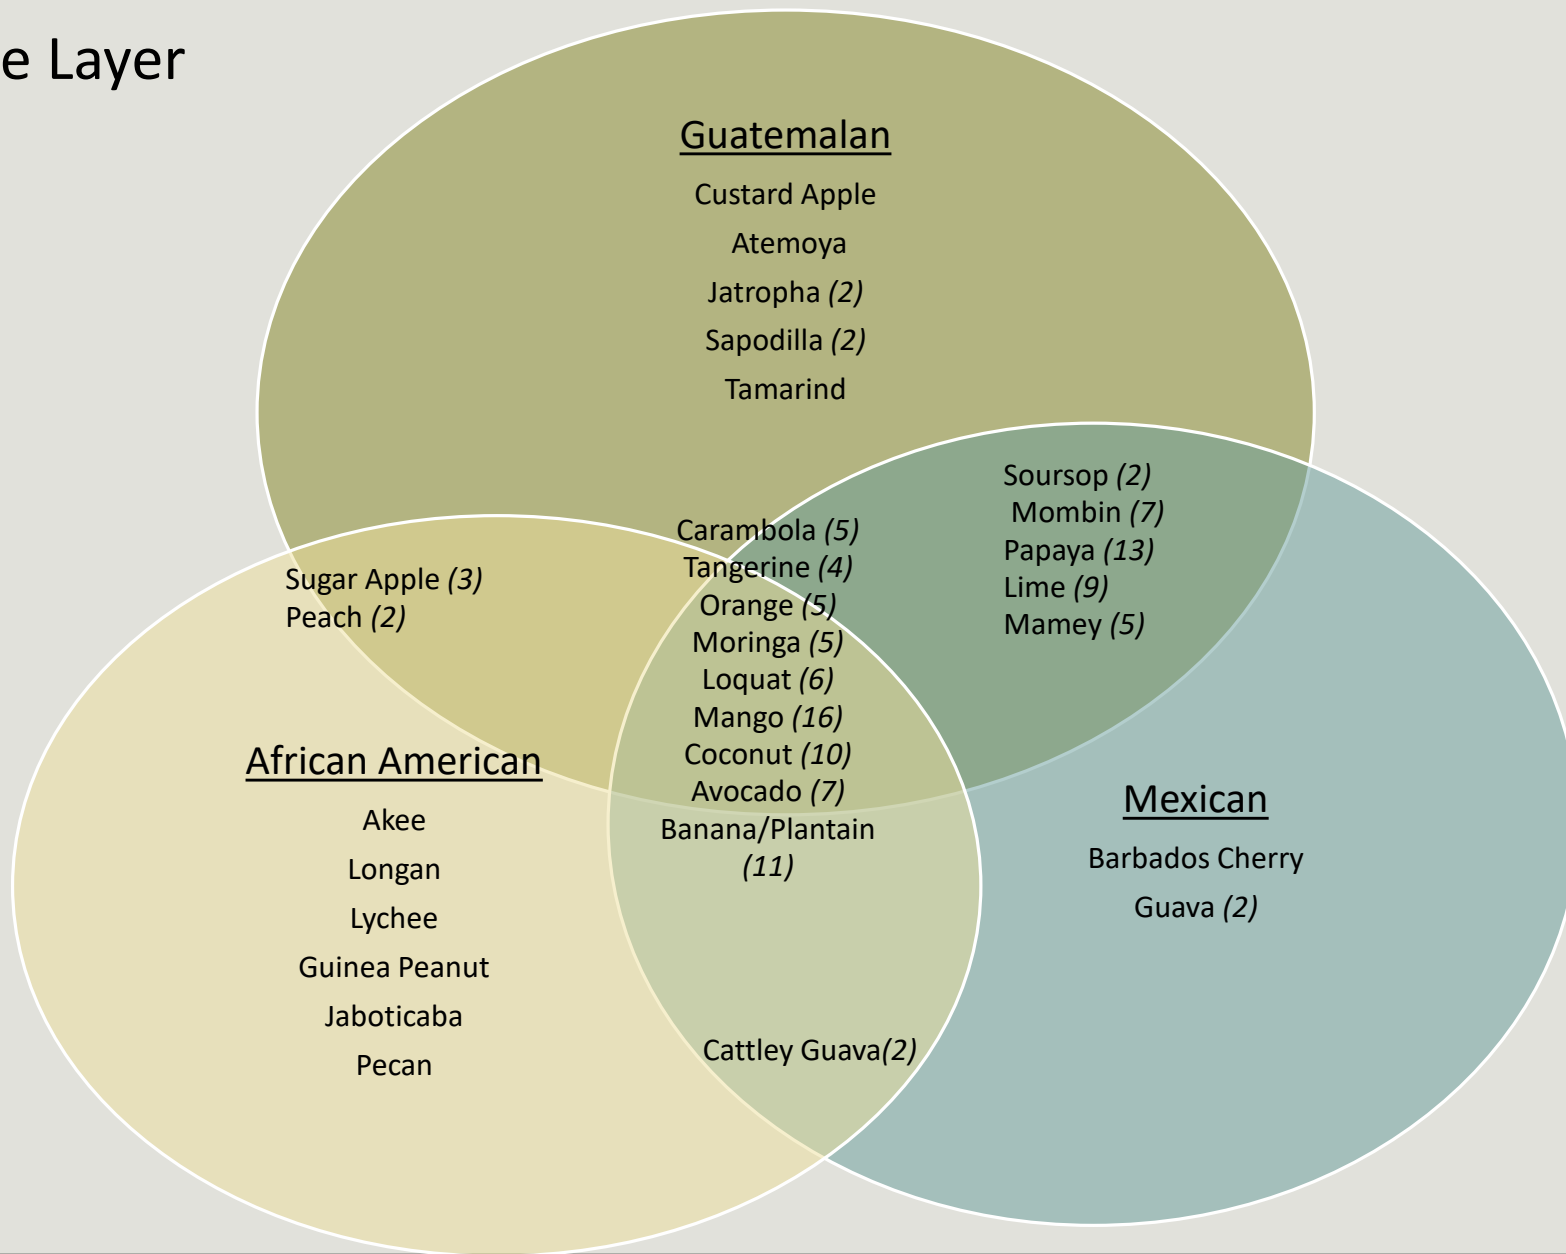 e Layer
Guatemalan
Custard Apple
Atemoya
Jatropha (2)
Sapodilla (2)
Tamarind
Soursop (2)
Mombin (7)
Papaya (13)
Lime (9)
Mamey (5)
Carambola (5)
Tangerine (4)
Orange (5)
Moringa (5)
Loquat (6)
Mango (16)
Coconut (10)
Avocado (7)
Banana/Plantain
(11)
Sugar Apple (3)
Peach (2)
African American
Akee
Longan
Lychee
Guinea Peanut
Jaboticaba
Pecan
Mexican
Barbados Cherry
Guava (2)
Cattley Guava(2)